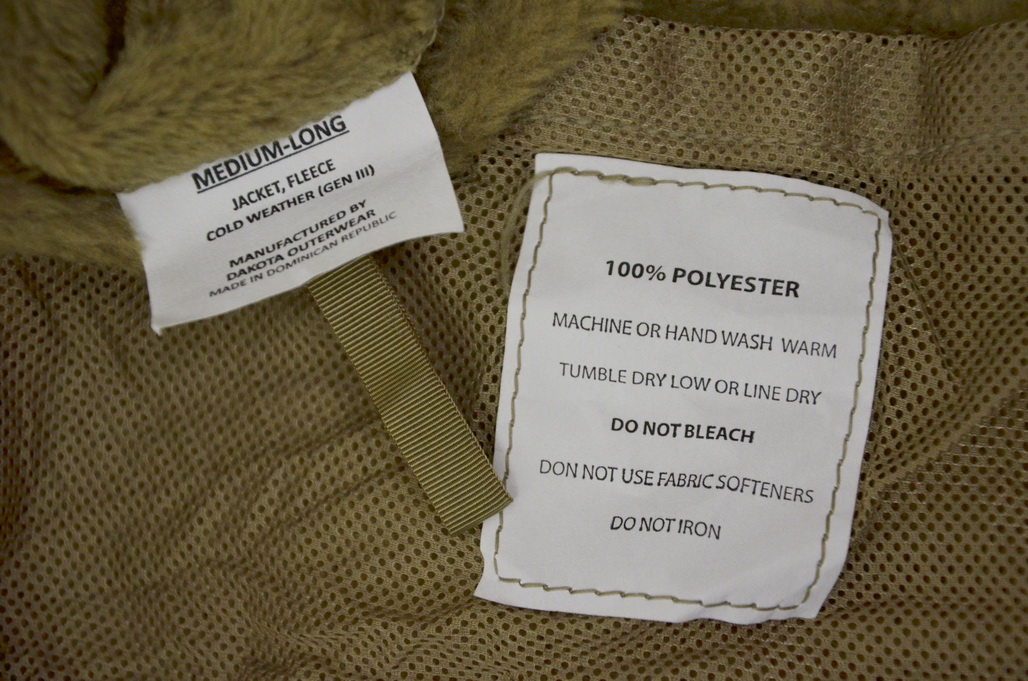 MEDIUM-LONG
JACKET, FLEECE
COLD WEATHER (GEN III)
MANUFACTURED BY
DAKOTA OUTERWEAR
MADE IN DOMINICAN REPUBLIC
100% POLYESTER
MACHINE OR HAND WASH WARM
TUMBLE DRY LOW OR LINE DRY
DO NOT BLEACH
DON NOT USE FABRIC SOFTENERS
DO NOT IRON